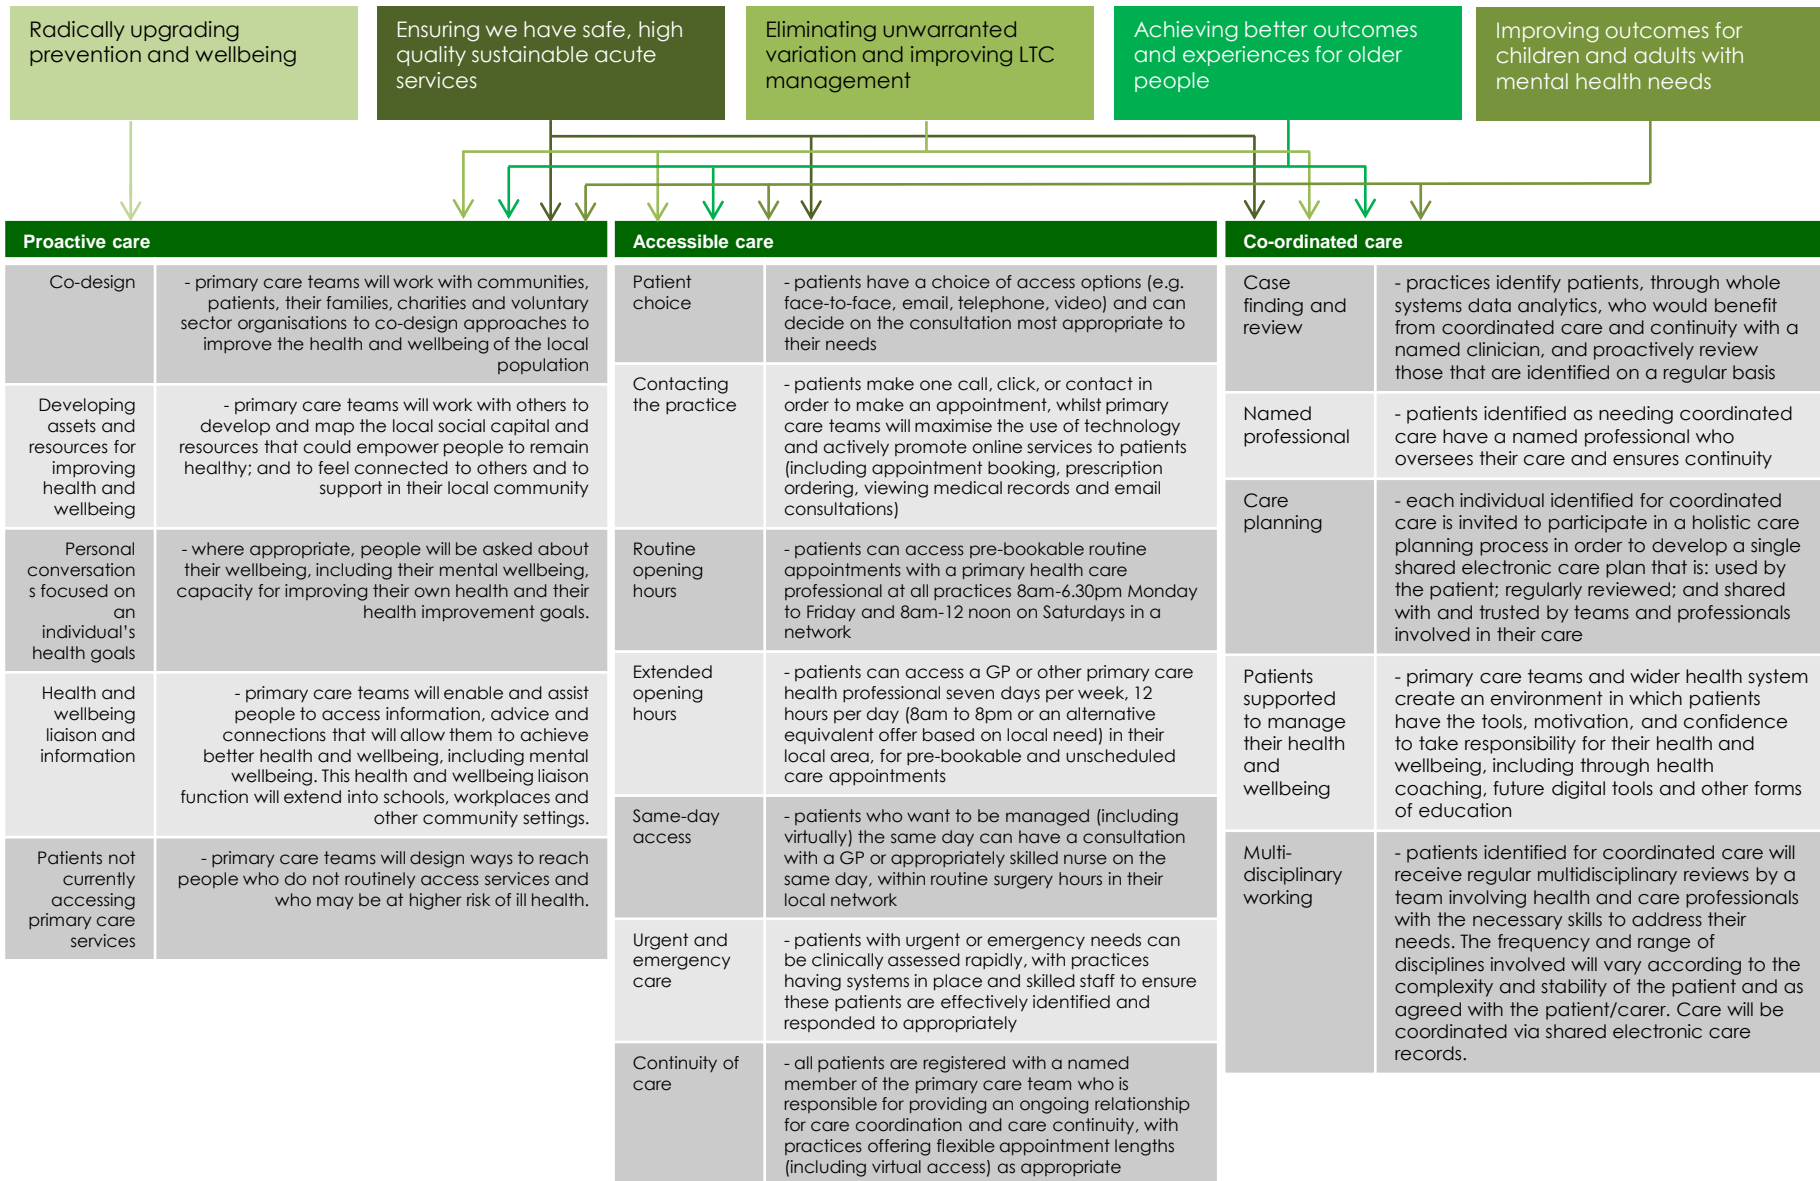 Radically upgrading
prevention and wellbeing
Ensuring we have safe, high
quality sustainable acute
services
Eliminating unwarranted
variation and improving LTC
management
Achieving better outcomes
and experiences for older
people
Improving outcomes for
children and adults with
mental health needs
Proactive care
Co-design
- primary care teams will work with communities,
patients, their families, charities and voluntary
sector organisations to co-design approaches to
improve the health and wellbeing of the local
population
Developing
assets and
resources for
improving
health and
wellbeing
- primary care teams will work with others to
develop and map the local social capital and
resources that could empower people to remain
healthy; and to feel connected to others and to
support in their local community
Personal
conversation
s focused on
an
individual's
health goals
- where appropriate, people will be asked about
their wellbeing, including their mental wellbeing,
capacity for improving their own health and their
health improvement goals.
Health and
wellbeing
liaison and
information
- primary care teams will enable and assist
people to access information, advice and
connections that will allow them to achieve
better health and wellbeing, including mental
wellbeing. This health and wellbeing liaison
function will extend into schools, workplaces and
other community settings.
Patients not
currently
accessing
primary care
services
- primary care teams will design ways to reach
people who do not routinely access services and
who may be at higher risk of ill health.
Accessible care
Patient
choice
- patients have a choice of access options (e.g.
face-to-face, email, telephone, video) and can
decide on the consultation most appropriate to
their needs
Contacting
the practice
- patients make one call, click, or contact in
order to make an appointment, whilst primary
care teams will maximise the use of technology
and actively promote online services to patients
(including appointment booking, prescription
ordering, viewing medical records and email
consultations)
Routine
opening
hours
- patients can access pre-bookable routine
appointments with a primary health care
professional at all practices 8am-6.30pm Monday
to Friday and 8am-12 noon on Saturdays in a
network
Extended
opening
hours
- patients can access a GP or other primary care
health professional seven days per week, 12
hours per day (8am to 8pm or an alternative
equivalent offer based on local need) in their
local area, for pre-bookable and unscheduled
care appointments
Same-day
access
- patients who want to be managed (including
virtually) the same day can have a consultation
with a GP or appropriately skilled nurse on the
same day, within routine surgery hours in their
local network
Urgent and
emergency
care
- patients with urgent or emergency needs can
be clinically assessed rapidly, with practices
having systems in place and skilled staff to ensure
these patients are effectively identified and
responded to appropriately
Continuity of
care
- all patients are registered with a named
member of the primary care team who is
responsible for providing an ongoing relationship
for care coordination and care continuity, with
practices offering flexible appointment lengths
(including virtual access) as appropriate
Co-ordinated care
Case
finding and
review
- practices identify patients, through whole
systems data analytics, who would benefit
from coordinated care and continuity with a
named clinician, and proactively review
those that are identified on a regular basis
Named
professional
- patients identified as needing coordinated
care have a named professional who
oversees their care and ensures continuity
Care
planning
- each individual identified for coordinated
care is invited to participate in a holistic care
planning process in order to develop a single
shared electronic care plan that is: used by
the patient; regularly reviewed; and shared
with and trusted by teams and professionals
involved in their care
Patients
supported
to manage
their health
and
wellbeing
- primary care teams and wider health system
create an environment in which patients
have the tools, motivation, and confidence
to take responsibility for their health and
wellbeing, including through health
coaching, future digital tools and other forms
of education
Multi-
disciplinary
working
- patients identified for coordinated care will
receive regular multidisciplinary reviews by a
team involving health and care professionals
with the necessary skills to address their
needs. The frequency and range of
disciplines involved will vary according to the
complexity and stability of the patient and as
agreed with the patient/carer. Care will be
coordinated via shared electronic care
records.